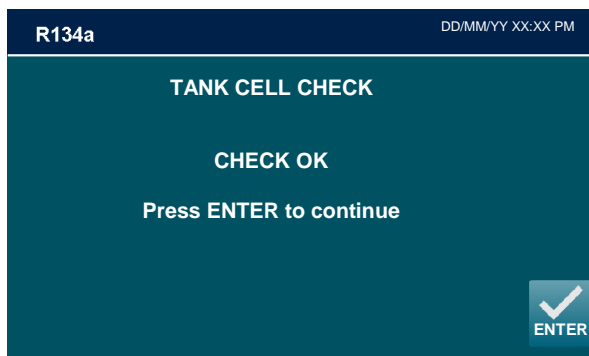 R134a
DD/MM/YY XX:XX PM
TANK CELL CHECK
CHECK OK
Press ENTER to continue
ENTER